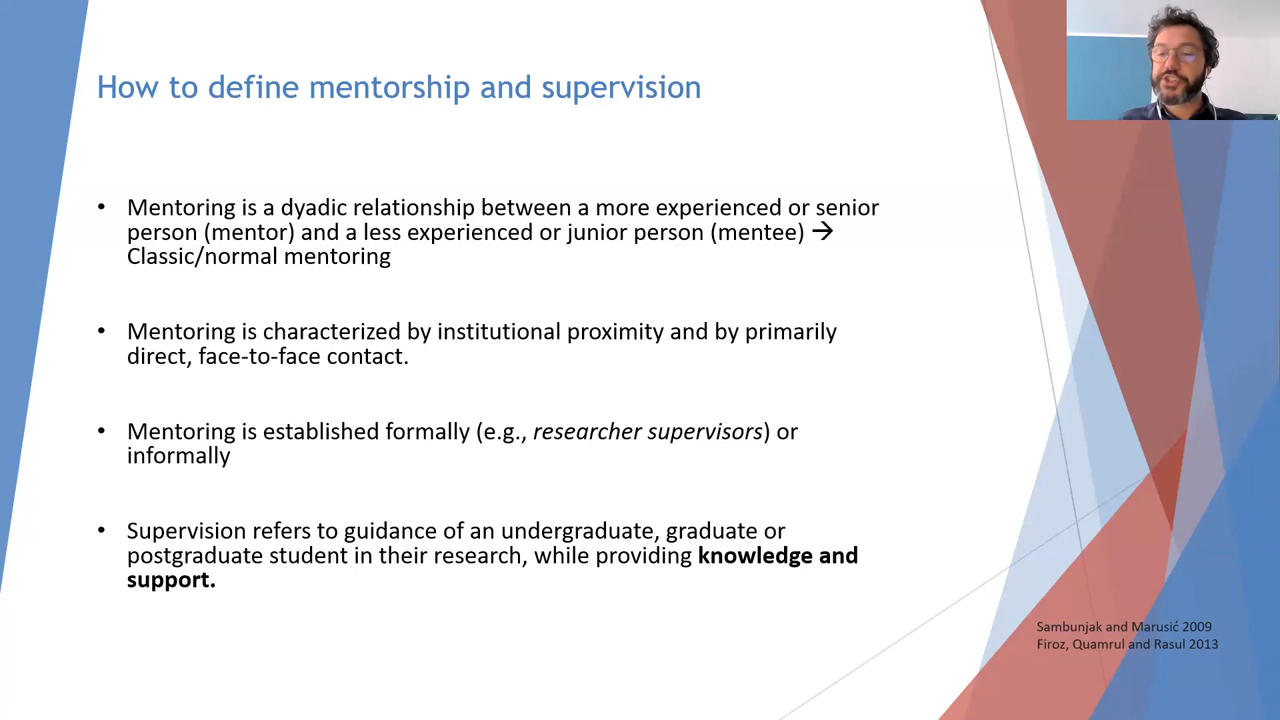 How to define mentorship and supervision
• Mentoring is a dyadic relationship between a more experienced or senior
person (mentor) and a less experienced or junior person (mentee) →
Classic/normal mentoring
• Mentoring is characterized by institutional proximity and by primarily
direct, face-to-face contact.
• Mentoring is established formally (e.g., researcher supervisors) or
informally
• Supervision refers to guidance of an undergraduate, graduate or
postgraduate student in their research, while providing knowledge and
support.
Sambunjak and Marusić 2009
Firoz, Quamrul and Rasul 2013